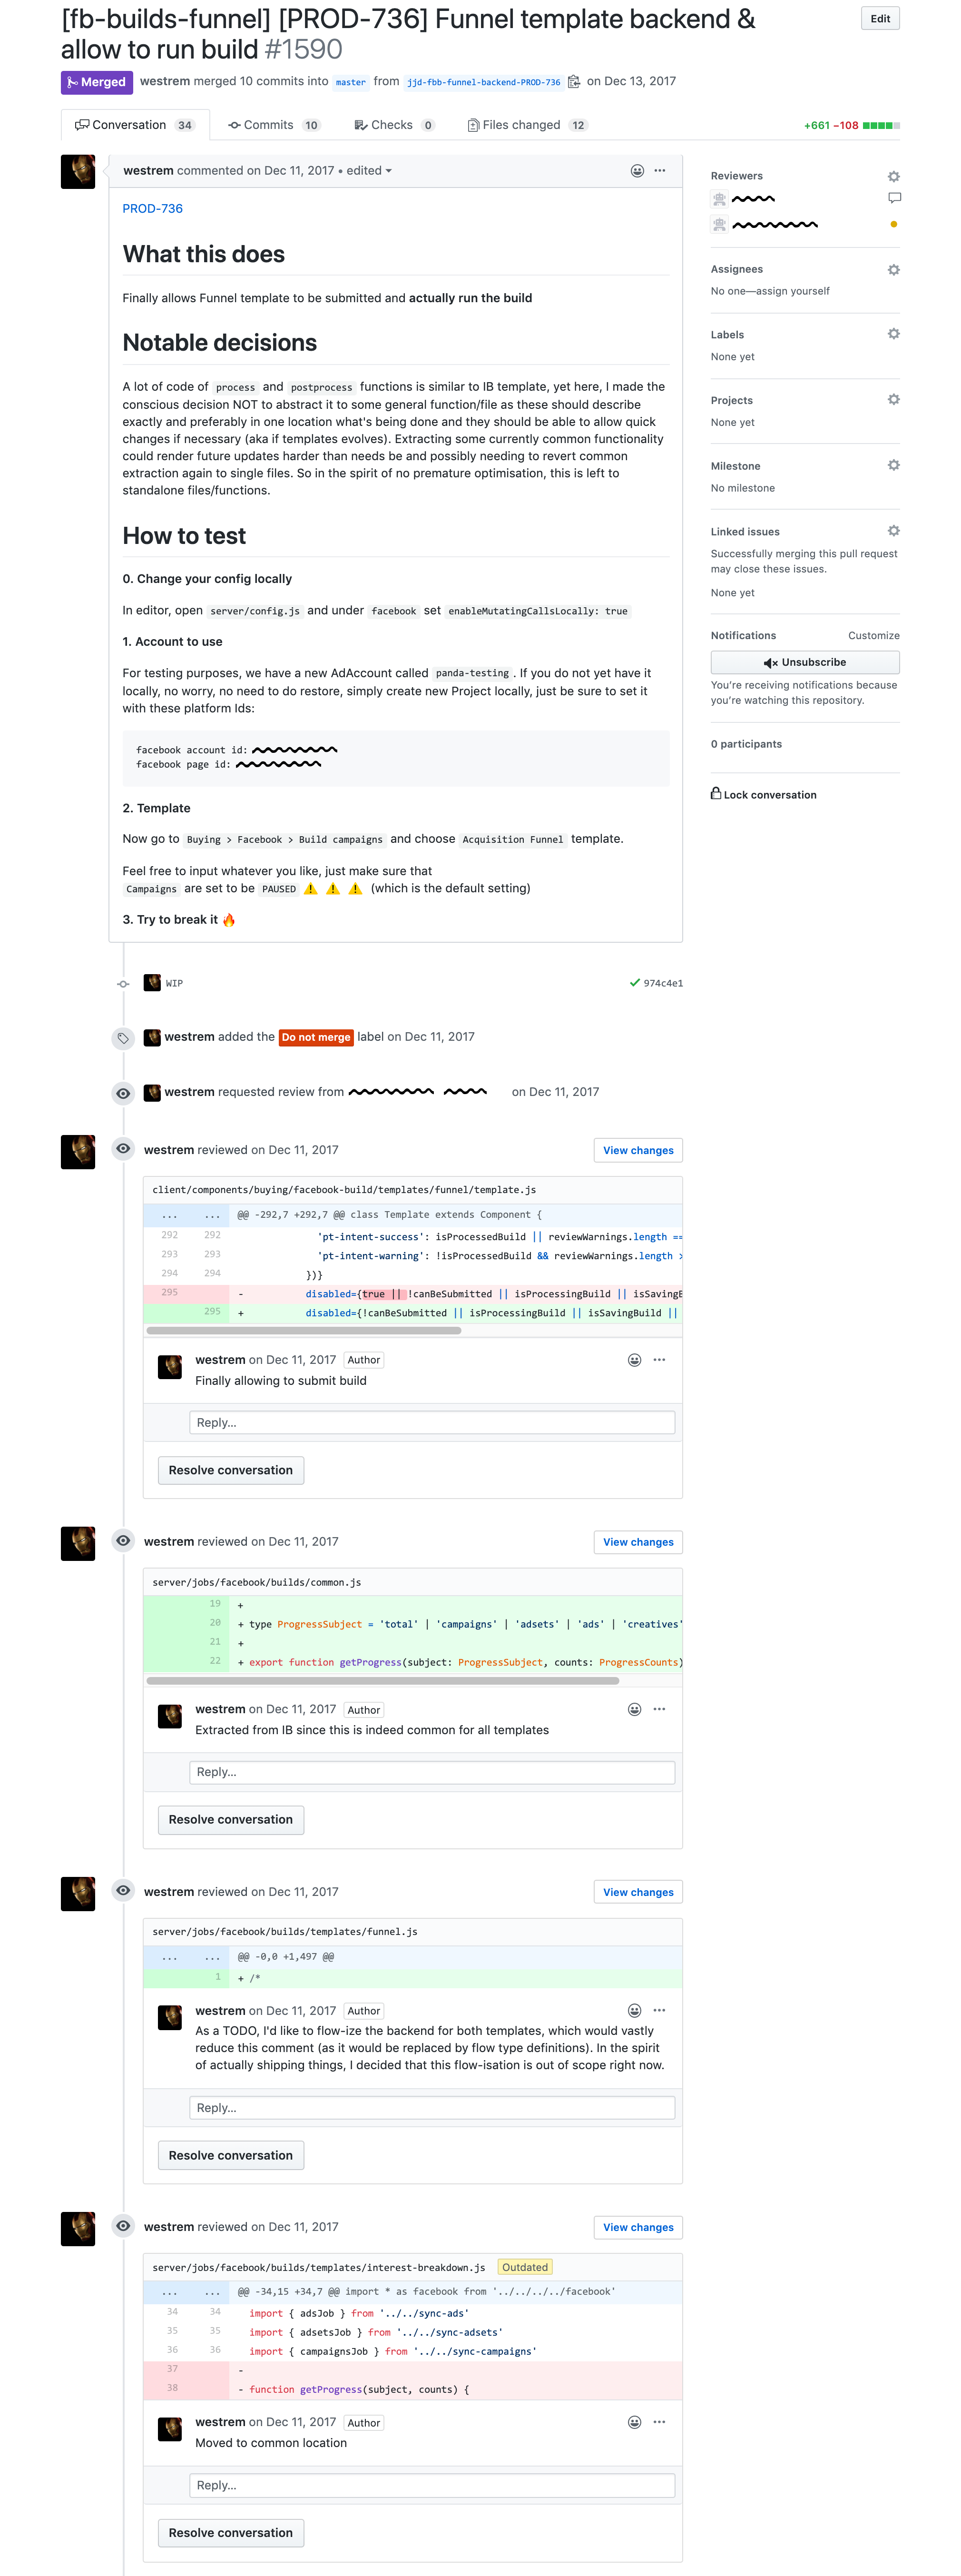 [fb-builds-funnel] [PROD-736] Funnel template backend &
allow to run build #1590
Edit
Merged westrem merged 10 commits into master from jjd-fbb-funnel-backend-PROD-736 on Dec 13, 2017
Conversation 34 Commits 10 Checks 0 Files changed 12 +661 −108
westrem commented on Dec 11, 2017 • edited
PROD-736
What this does
Finally allows Funnel template to be submitted and actually run the build
Notable decisions
A lot of code of process and postprocess functions is similar to IB template, yet here, I made the
conscious decision NOT to abstract it to some general function/file as these should describe
exactly and preferably in one location what's being done and they should be able to allow quick
changes if necessary (aka if templates evolves). Extracting some currently common functionality
could render future updates harder than needs be and possibly needing to revert common
extraction again to single files. So in the spirit of no premature optimisation, this is left to
standalone files/functions.
How to test
0. Change your config locally
In editor, open server/config.js and under facebook set enableMutatingCallsLocally: true
1. Account to use
For testing purposes, we have a new AdAccount called panda-testing. If you do not yet have it
locally, no worry, no need to do restore, simply create new Project locally, just be sure to set it
with these platform Ids:
facebook account id:
facebook page id:
2. Template
Now go to Buying > Facebook > Build campaigns and choose Acquisition Funnel template.
Feel free to input whatever you like, just make sure that
Campaigns are set to be PAUSED ⚠️ ⚠️ ⚠️ (which is the default setting)
3. Try to break it 🔥
Reviewers
Assignees
No one—assign yourself
Labels
None yet
Projects
None yet
Milestone
No milestone
Linked issues
Successfully merging this pull request
may close these issues.
None yet
Notifications Customize
Unsubscribe
You're receiving notifications because
you're watching this repository.
0 participants
Lock conversation
WIP 974c4e1
westrem added the Do not merge label on Dec 11, 2017
westrem requested review from on Dec 11, 2017
westrem reviewed on Dec 11, 2017 View changes
client/components/buying/facebook-build/templates/funnel/template.js
... ... @@ -292,7 +292,7 @@ class Template extends Component {
292 292 'pt-intent-success': isProcessedBuild || reviewWarnings.length ==
293 293 'pt-intent-warning': !isProcessedBuild && reviewWarnings.length >
294 294 })}
295 - disabled={true || !canBeSubmitted || isProcessingBuild || isSavingB
295 + disabled={!canBeSubmitted || isProcessingBuild || isSavingBuild ||
westrem on Dec 11, 2017 Author
Finally allowing to submit build
Reply...
Resolve conversation
westrem reviewed on Dec 11, 2017 View changes
server/jobs/facebook/builds/common.js
19 +
20 + type ProgressSubject = 'total' | 'campaigns' | 'adsets' | 'ads' | 'creatives'
21 +
22 + export function getProgress(subject: ProgressSubject, counts: ProgressCounts)
westrem on Dec 11, 2017 Author
Extracted from IB since this is indeed common for all templates
Reply...
Resolve conversation
westrem reviewed on Dec 11, 2017 View changes
server/jobs/facebook/builds/templates/funnel.js
... ... @@ -0,0 +1,497 @@
1 + /*
westrem on Dec 11, 2017 Author
As a TODO, I'd like to flow-ize the backend for both templates, which would vastly
reduce this comment (as it would be replaced by flow type definitions). In the spirit
of actually shipping things, I decided that this flow-isation is out of scope right now.
Reply...
Resolve conversation
westrem reviewed on Dec 11, 2017 View changes
server/jobs/facebook/builds/templates/interest-breakdown.js Outdated
... ... @@ -34,15 +34,7 @@ import * as facebook from '../../../../facebook'
34 34 import { adsJob } from '../../sync-ads'
35 35 import { adsetsJob } from '../../sync-adsets'
36 36 import { campaignsJob } from '../../sync-campaigns'
37 -
38 - function getProgress(subject, counts) {
westrem on Dec 11, 2017 Author
Moved to common location
Reply...
Resolve conversation